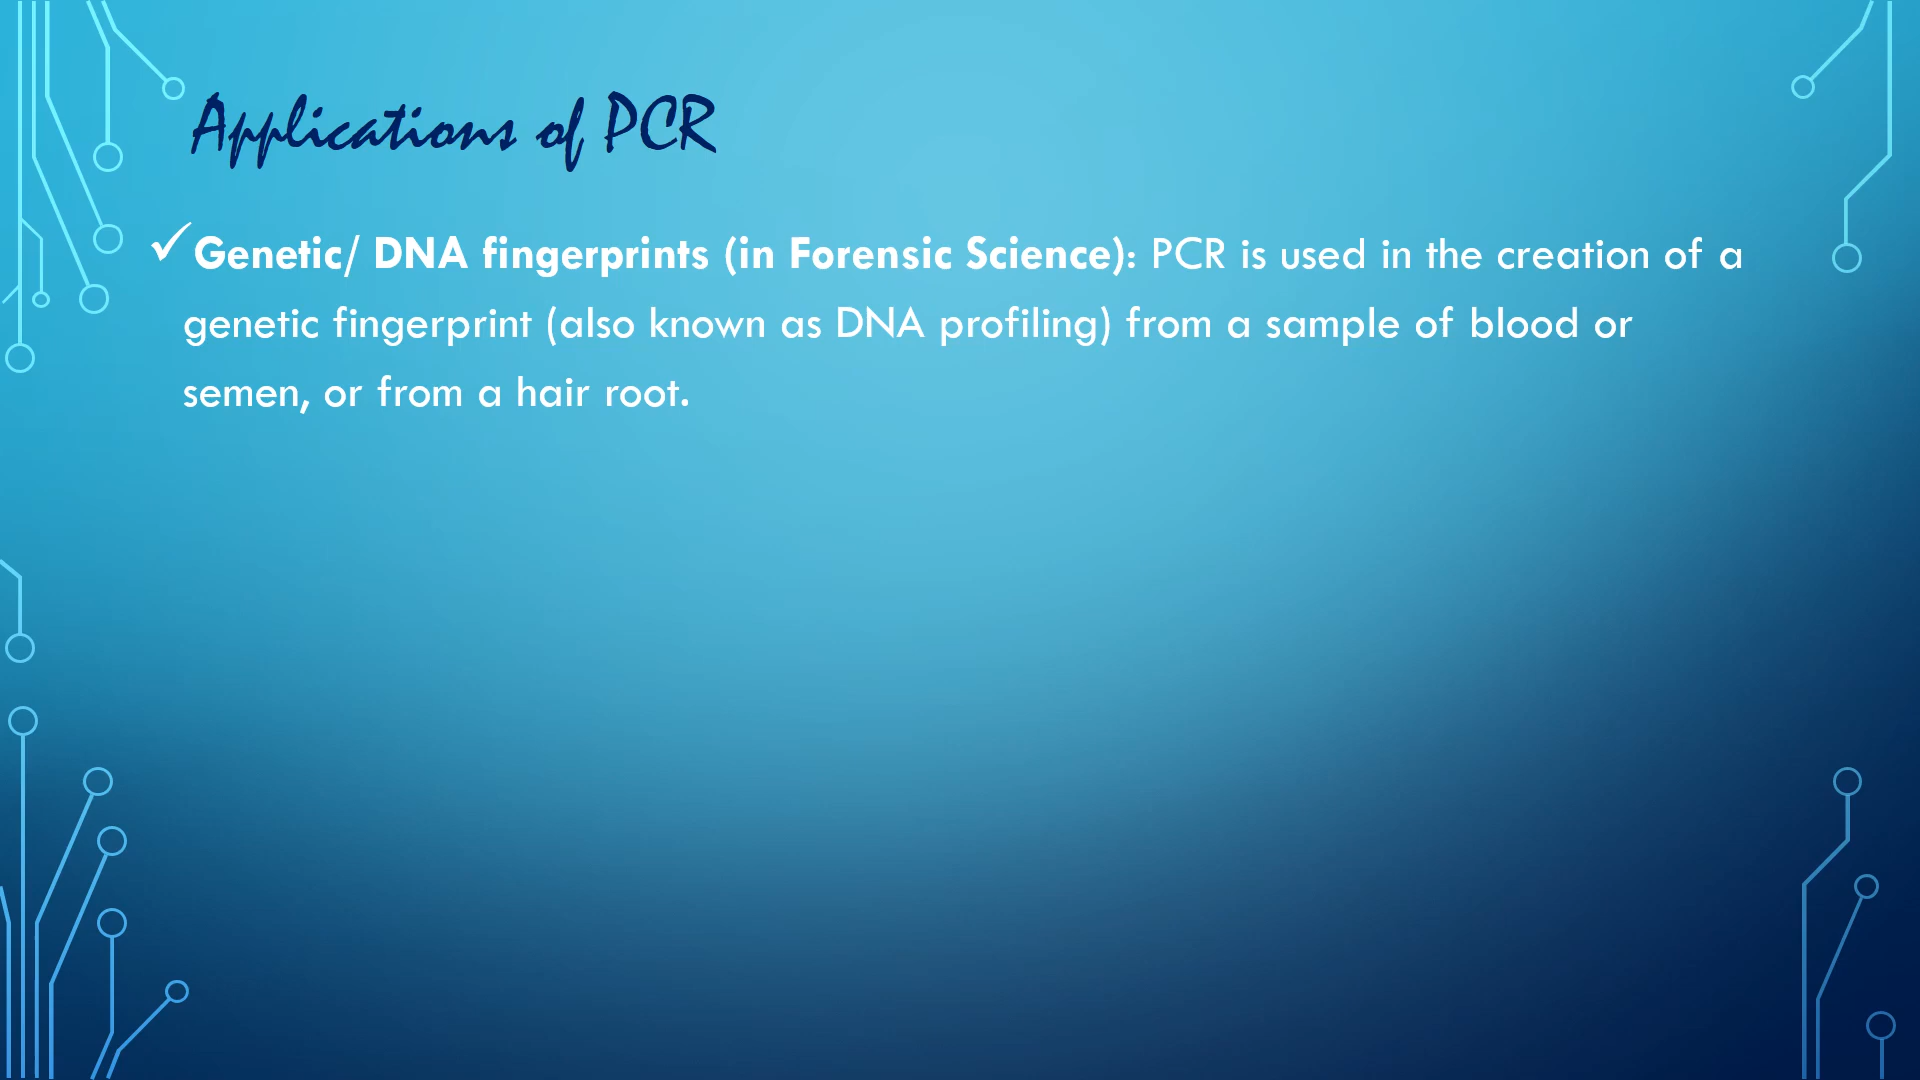 Applications of PCR
✓Genetic/ DNA fingerprints (in Forensic Science): PCR is used in the creation of a
genetic fingerprint (also known as DNA profiling) from a sample of blood or
semen, or from a hair root.